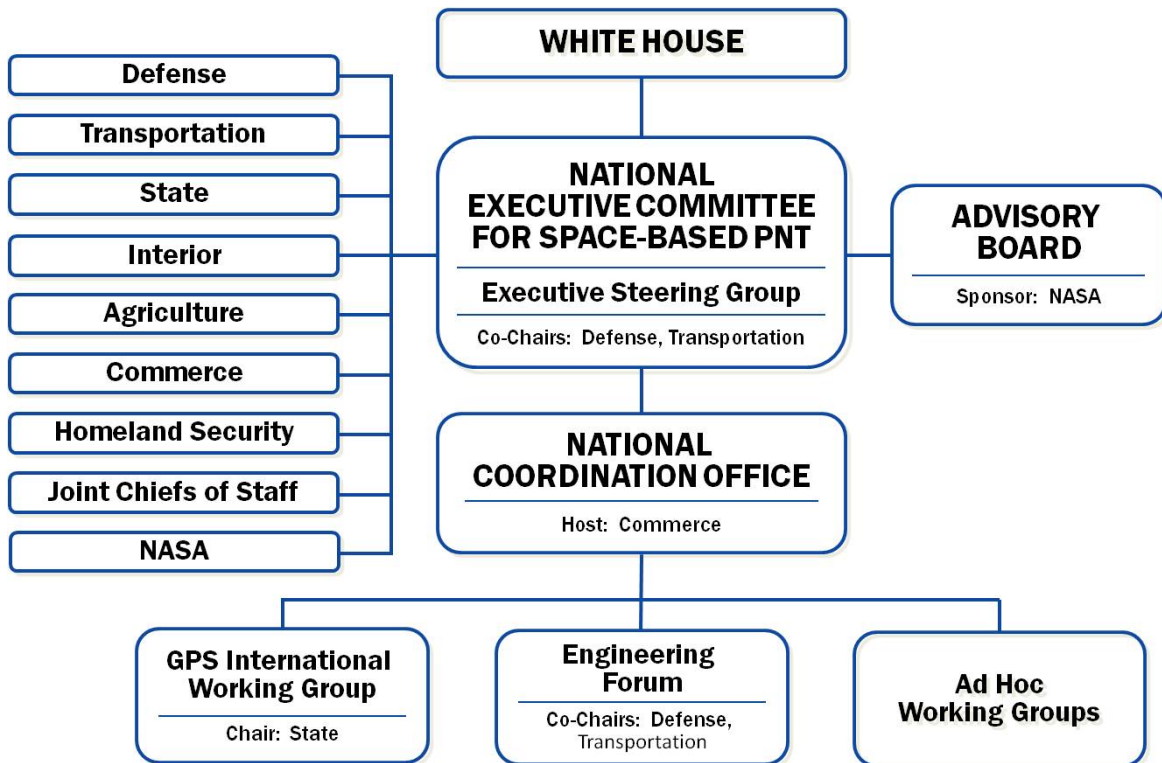 WHITE HOUSE
Defense
Transportation
State
Interior
Agriculture
Commerce
Homeland Security
Joint Chiefs of Staff
NASA
NATIONAL
EXECUTIVE COMMITTEE
FOR SPACE-BASED PNT
Executive Steering Group
Co-Chairs: Defense, Transportation
ADVISORY
BOARD
Sponsor: NASA
NATIONAL
COORDINATION OFFICE
Host: Commerce
GPS International
Working Group
Chair: State
Engineering
Forum
Co-Chairs: Defense,
Transportation
Ad Hoc
Working Groups